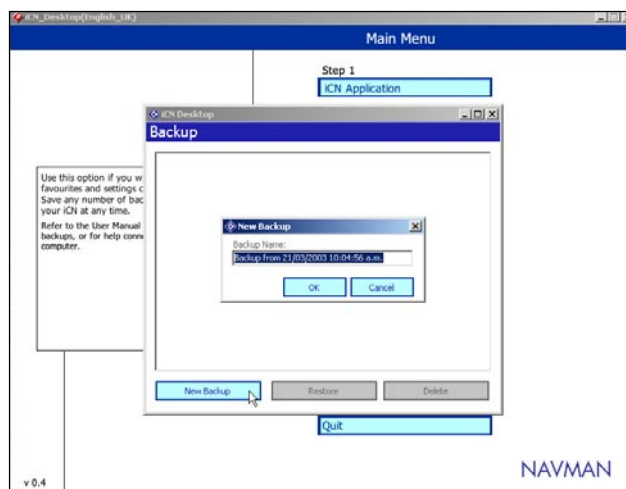 iCN_Desktop(English_UK)
Main Menu
Step 1
iCN Application
iCN Desktop
Backup
Use this option if you w
favourites and settings c
Save any number of bac
your iCN at any time.
Refer to the User Manual
backups, or for help conn
computer.
New Backup
Backup Name:
Backup from 21/03/2003 10:04:56 a.m.
OK
Cancel
New Backup
Restore
Delete
Quit
NAVMAN
v 0.4